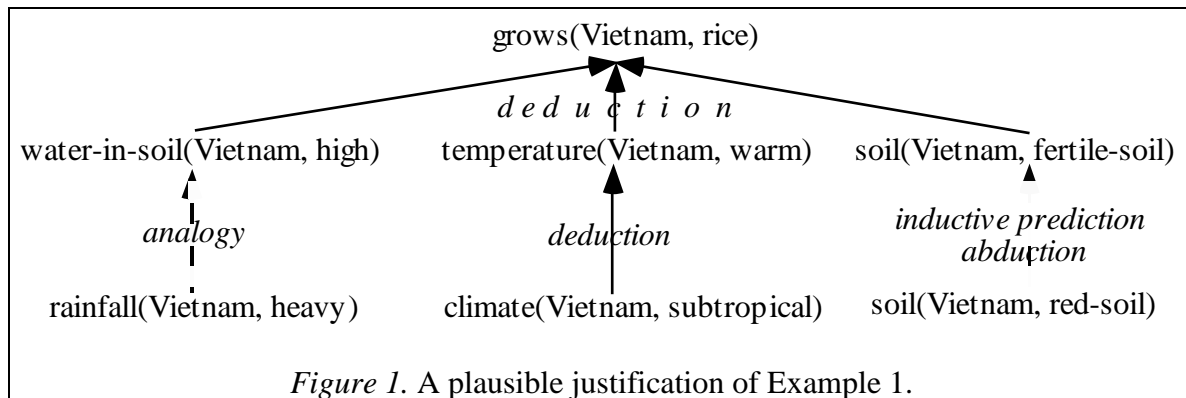 grows(Vietnam, rice)
deduction
water-in-soil(Vietnam, high) temperature(Vietnam, warm) soil(Vietnam, fertile-soil)
analogy deduction inductive prediction
abduction
rainfall(Vietnam, heavy) climate(Vietnam, subtropical) soil(Vietnam, red-soil)
Figure 1. A plausible justification of Example 1.